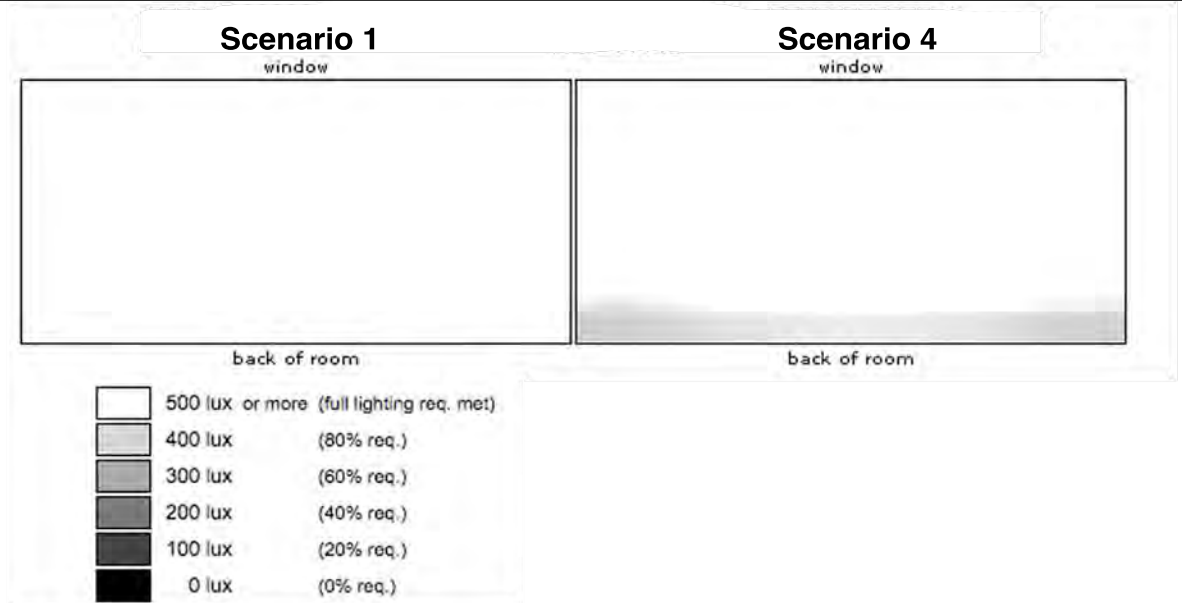 Scenario 1
Scenario 4
window
window
back of room
back of room
500 lux or more (full lighting req. met)
400 lux (80% req.)
300 lux (60% req.)
200 lux (40% req.)
100 lux (20% req.)
0 lux (0% req.)